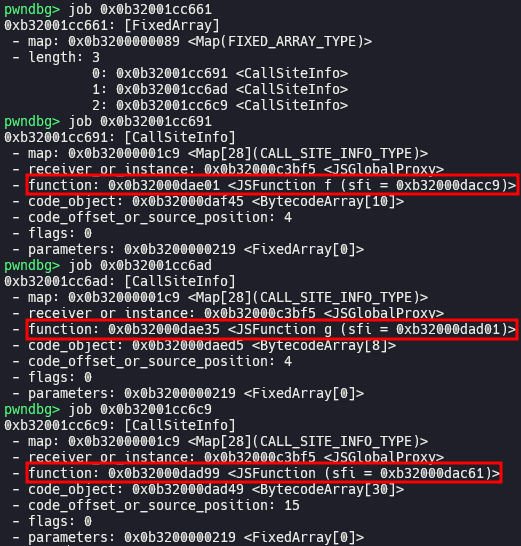 pwndbg> job 0x0b32001cc661
0xb32001cc661: [FixedArray]
- map: 0x0b3200000089 <Map(FIXED_ARRAY_TYPE)>
- length: 3
0: 0x0b32001cc691 <CallSiteInfo>
1: 0x0b32001cc6ad <CallSiteInfo>
2: 0x0b32001cc6c9 <CallSiteInfo>
pwndbg> job 0x0b32001cc691
0xb32001cc691: [CallSiteInfo]
- map: 0x0b32000001c9 <Map[28](CALL_SITE_INFO_TYPE)>
- receiver_or_instance: 0x0b32000c3bf5 <JSGlobalProxy>
- function: 0x0b32000dae01 <JSFunction f (sfi = 0xb32000dacc9)>
- code_object: 0x0b32000daf45 <BytecodeArray[10]>
- code_offset_or_source_position: 4
- flags: 0
- parameters: 0x0b3200000219 <FixedArray[0]>
pwndbg> job 0x0b32001cc6ad
0xb32001cc6ad: [CallSiteInfo]
- map: 0x0b32000001c9 <Map[28](CALL_SITE_INFO_TYPE)>
- receiver_or_instance: 0x0b32000c3bf5 <JSGlobalProxy>
- function: 0x0b32000dae35 <JSFunction g (sfi = 0xb32000dad01)>
- code_object: 0x0b32000daed5 <BytecodeArray[8]>
- code_offset_or_source_position: 4
- flags: 0
- parameters: 0x0b3200000219 <FixedArray[0]>
pwndbg> job 0x0b32001cc6c9
0xb32001cc6c9: [CallSiteInfo]
- map: 0x0b32000001c9 <Map[28](CALL_SITE_INFO_TYPE)>
- receiver_or_instance: 0x0b32000c3bf5 <JSGlobalProxy>
- function: 0x0b32000dad99 <JSFunction (sfi = 0xb32000dac61)>
- code_object: 0x0b32000dad49 <BytecodeArray[30]>
- code_offset_or_source_position: 15
- flags: 0
- parameters: 0x0b3200000219 <FixedArray[0]>